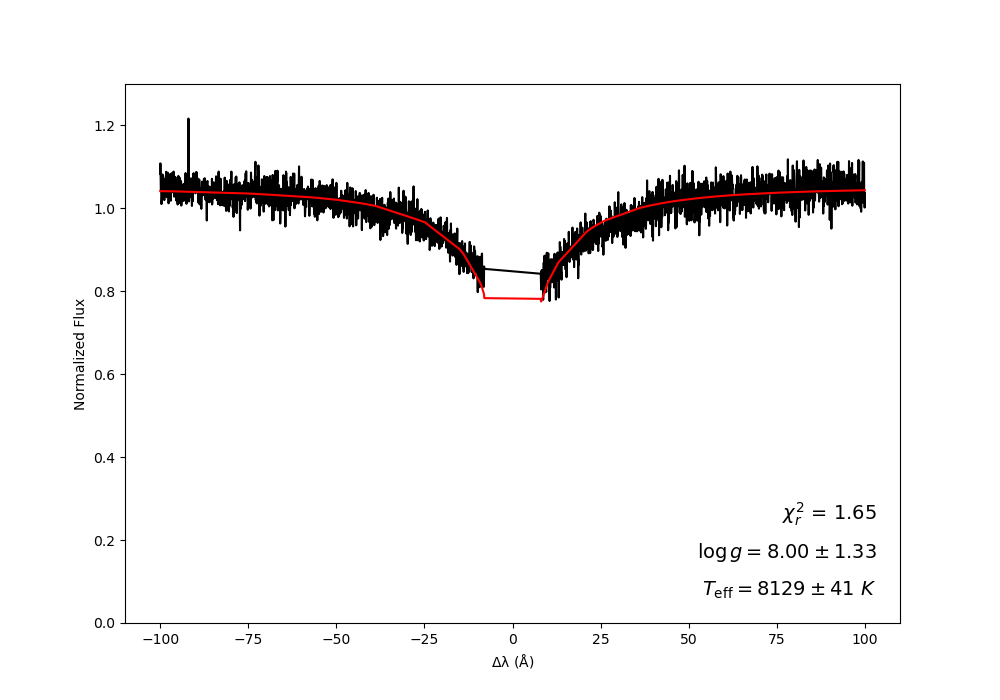 1.2
1.0
0.8
0.6
0.4
0.2
0.0
Normalized Flux
χ²ᵣ = 1.65
log g = 8.00 ± 1.33
T_eff = 8129 ± 41 K
−100 −75 −50 −25 0 25 50 75 100
Δλ (Å)